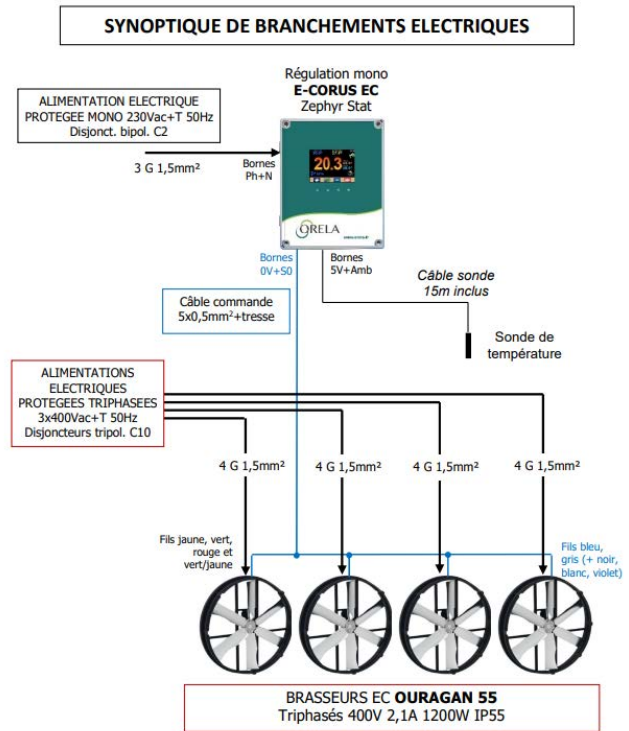 SYNOPTIQUE DE BRANCHEMENTS ELECTRIQUES
Régulation mono
E-CORUS EC
Zephyr Stat
ALIMENTATION ELECTRIQUE
PROTEGEE MONO 230Vac+T 50Hz
Disjonct. bipol. C2
3 G 1,5mm²
Bornes
Ph+N
20.3
ORELA
Bornes
0V+S0
Bornes
5V+Amb
Câble sonde
15m inclus
Câble commande
5x0,5mm²+tresse
Sonde de
température
ALIMENTATIONS
ELECTRIQUES
PROTEGEES TRIPHASEES
3x400Vac+T 50Hz
Disjoncteurs tripol. C10
4 G 1,5mm²
4 G 1,5mm²
4 G 1,5mm²
4 G 1,5mm²
Fils jaune, vert,
rouge et
vert/jaune
Fils bleu,
gris (+ noir,
blanc, violet)
BRASSEURS EC OURAGAN 55
Triphasés 400V 2,1A 1200W IP55